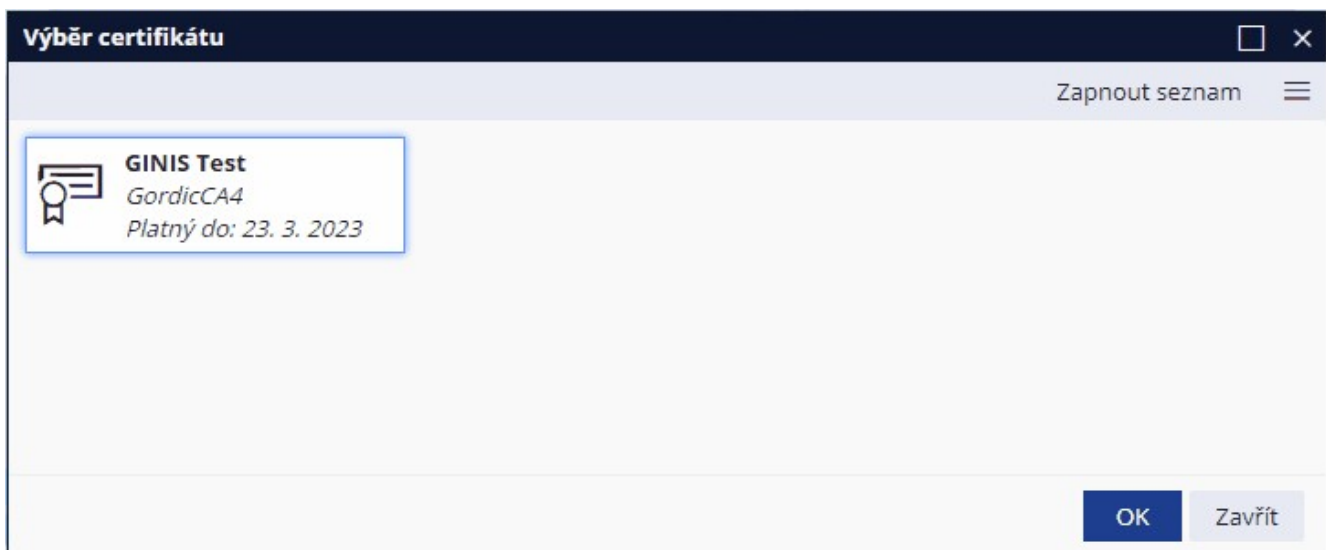 Výběr certifikátu
Zapnout seznam
GINIS Test
GordicCA4
Platný do: 23. 3. 2023
OK
Zavřít